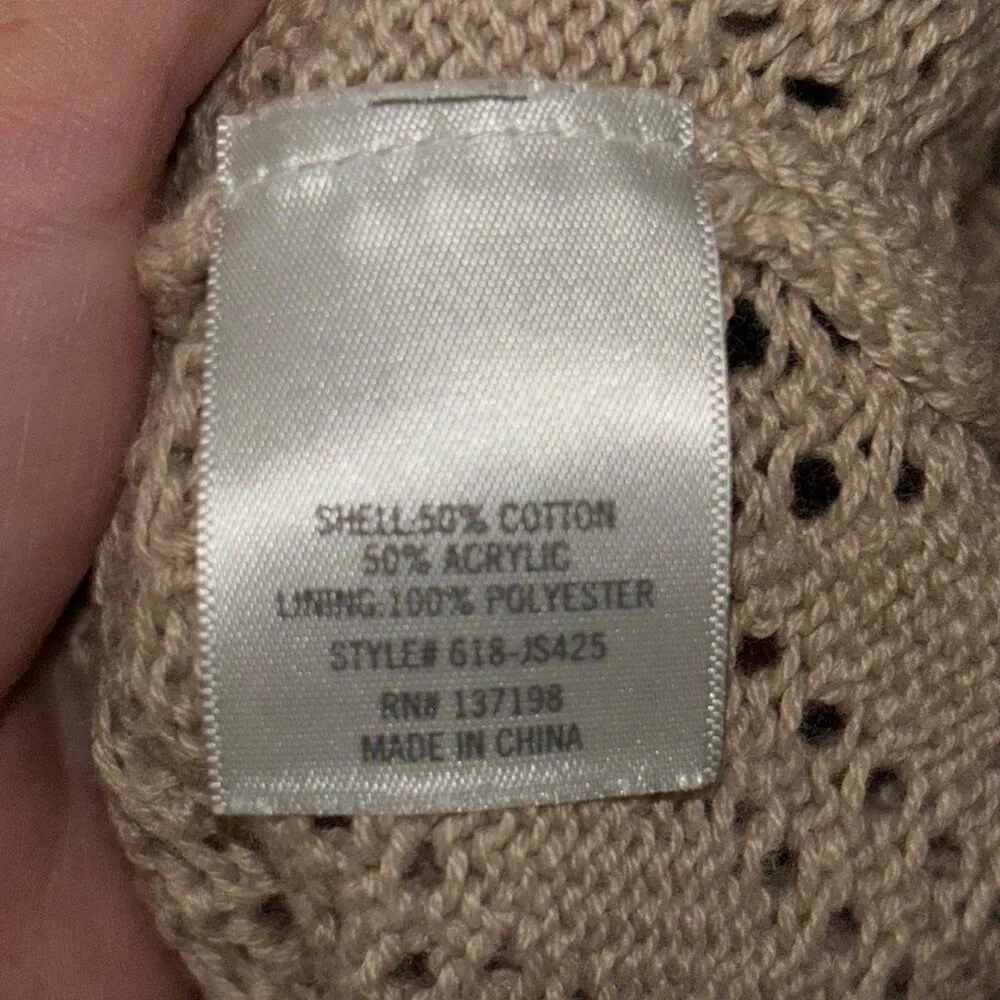 SHELL:50% COTTON
50% ACRYLIC
LINING:100% POLYESTER
STYLE# 618-JS425
RN# 137198
MADE IN CHINA